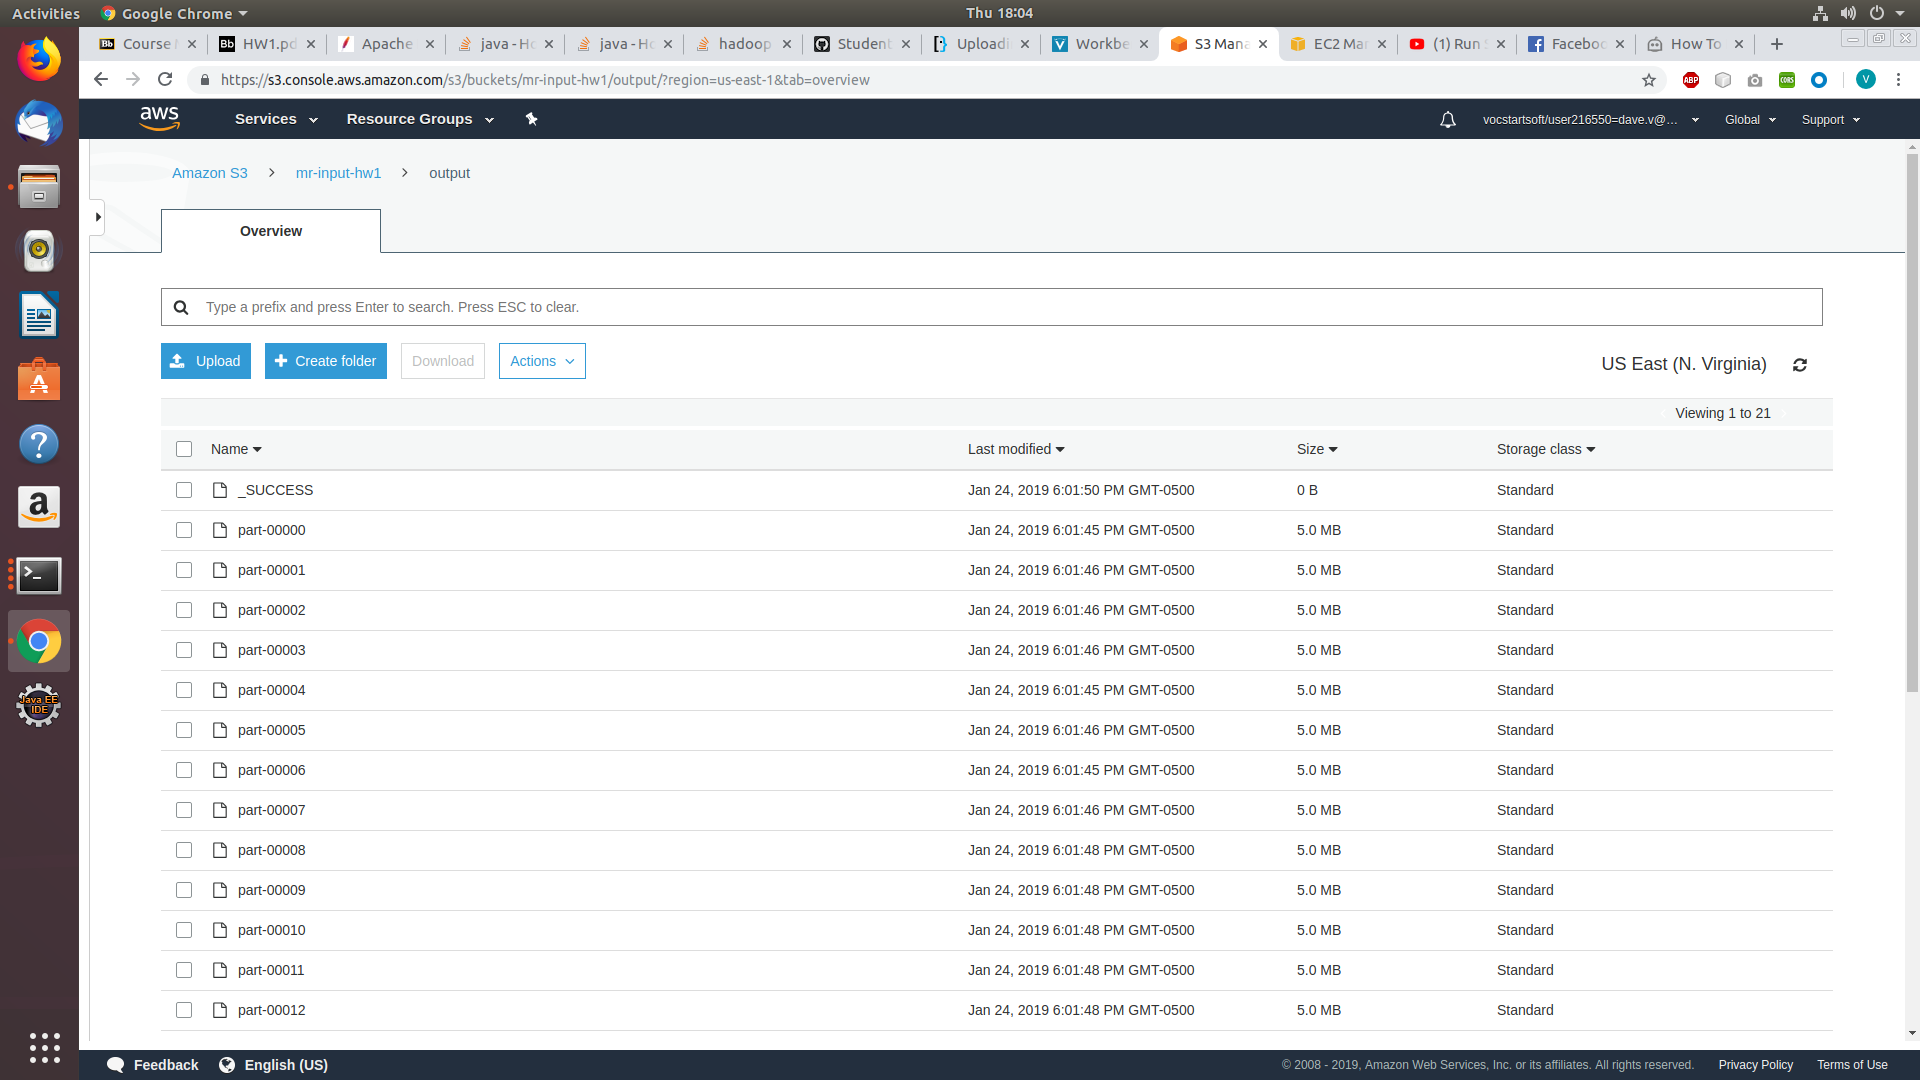 Activities Google Chrome Thu 18:04
Course HW1.pd Apache java - Ho java - Ho hadoop Student Uploadi Workbe S3 Mana EC2 Mar (1) Run Faceboo How To
https://s3.console.aws.amazon.com/s3/buckets/mr-input-hw1/output/?region=us-east-1&tab=overview ABP CORS V
aws Services Resource Groups vocstartsoft/user216550=dave.v@... Global Support
Amazon S3 > mr-input-hw1 > output
Overview
Type a prefix and press Enter to search. Press ESC to clear.
Upload + Create folder Download Actions US East (N. Virginia)
Viewing 1 to 21
Name Last modified Size Storage class
_SUCCESS Jan 24, 2019 6:01:50 PM GMT-0500 0 B Standard
part-00000 Jan 24, 2019 6:01:45 PM GMT-0500 5.0 MB Standard
part-00001 Jan 24, 2019 6:01:46 PM GMT-0500 5.0 MB Standard
part-00002 Jan 24, 2019 6:01:46 PM GMT-0500 5.0 MB Standard
part-00003 Jan 24, 2019 6:01:46 PM GMT-0500 5.0 MB Standard
part-00004 Jan 24, 2019 6:01:45 PM GMT-0500 5.0 MB Standard
part-00005 Jan 24, 2019 6:01:46 PM GMT-0500 5.0 MB Standard
part-00006 Jan 24, 2019 6:01:45 PM GMT-0500 5.0 MB Standard
part-00007 Jan 24, 2019 6:01:46 PM GMT-0500 5.0 MB Standard
part-00008 Jan 24, 2019 6:01:48 PM GMT-0500 5.0 MB Standard
part-00009 Jan 24, 2019 6:01:48 PM GMT-0500 5.0 MB Standard
part-00010 Jan 24, 2019 6:01:48 PM GMT-0500 5.0 MB Standard
part-00011 Jan 24, 2019 6:01:48 PM GMT-0500 5.0 MB Standard
part-00012 Jan 24, 2019 6:01:48 PM GMT-0500 5.0 MB Standard
Java EE
IDE
Feedback English (US) © 2008 - 2019, Amazon Web Services, Inc. or its affiliates. All rights reserved. Privacy Policy Terms of Use